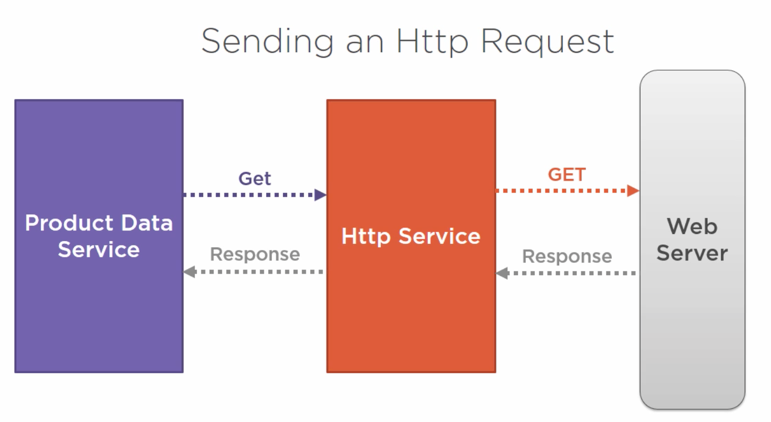 Sending an Http Request
Get
GET
Product Data
Service
Http Service
Web
Server
Response
Response